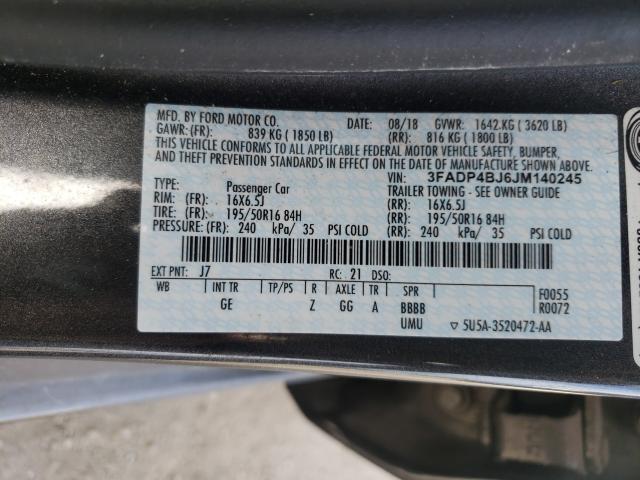 MFD. BY FORD MOTOR CO. DATE: 08/18 GVWR: 1642.KG ( 3620 LB)
GAWR:(FR): 839 KG ( 1850 LB) (RR): 816 KG ( 1800 LB)
THIS VEHICLE CONFORMS TO ALL APPLICABLE FEDERAL MOTOR VEHICLE SAFETY, BUMPER,
AND THEFT PREVENTION STANDARDS IN EFFECT ON THE DATE OF MANUFACTURE SHOWN ABOVE.
VIN: 3FADP4BJ6JM140245
TYPE: Passenger Car TRAILER TOWING - SEE OWNER GUIDE
RIM: (FR): 16X6.5J (RR): 16X6.5J
TIRE: (FR): 195/50R16 84H (RR): 195/50R16 84H
PRESSURE: (FR): 240 kPa/ 35 PSI COLD (RR): 240 kPa/ 35 PSI COLD
EXT PNT: J7 RC: 21 DSO:
WB INT TR TP/PS R AXLE TR SPR F0055
GE Z GG A BBBB R0072
UMU ▽ 5U5A-3520472-AA